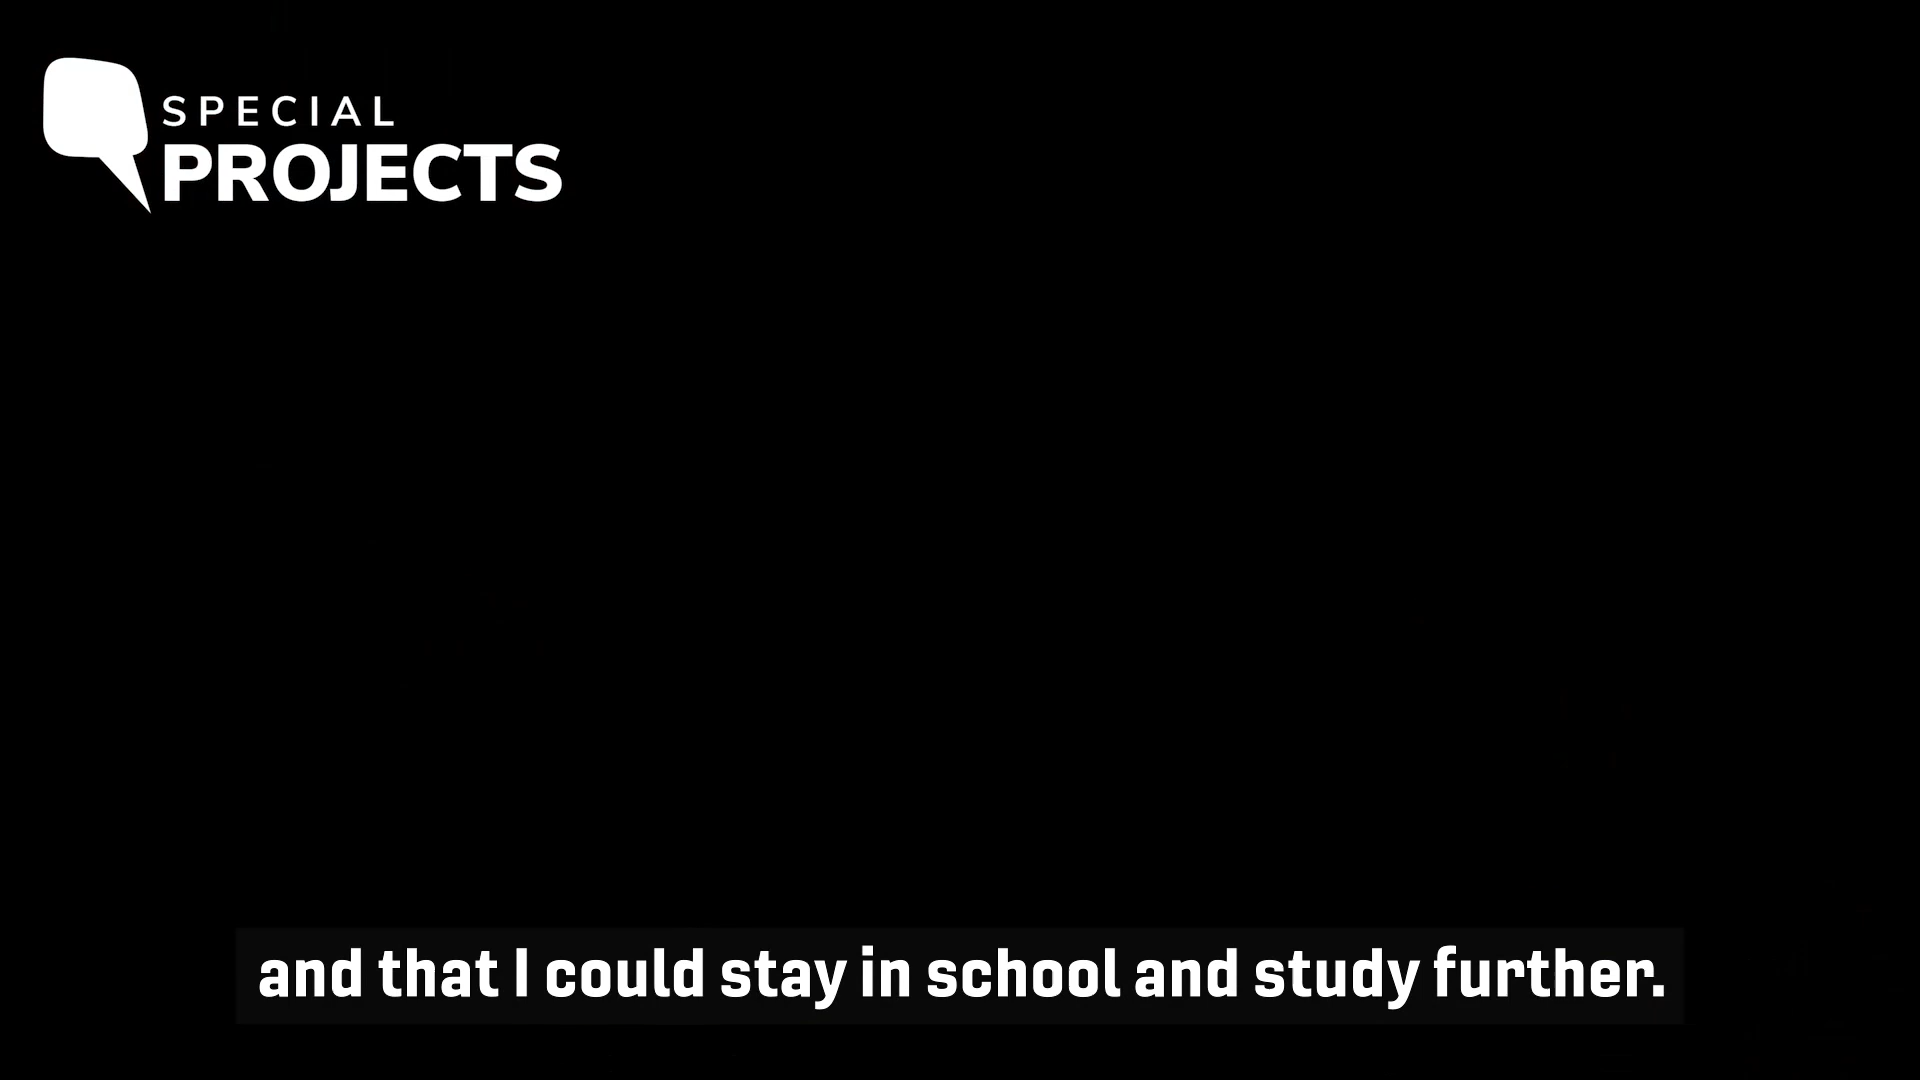 SPECIAL
PROJECTS
and that I could stay in school and study further.